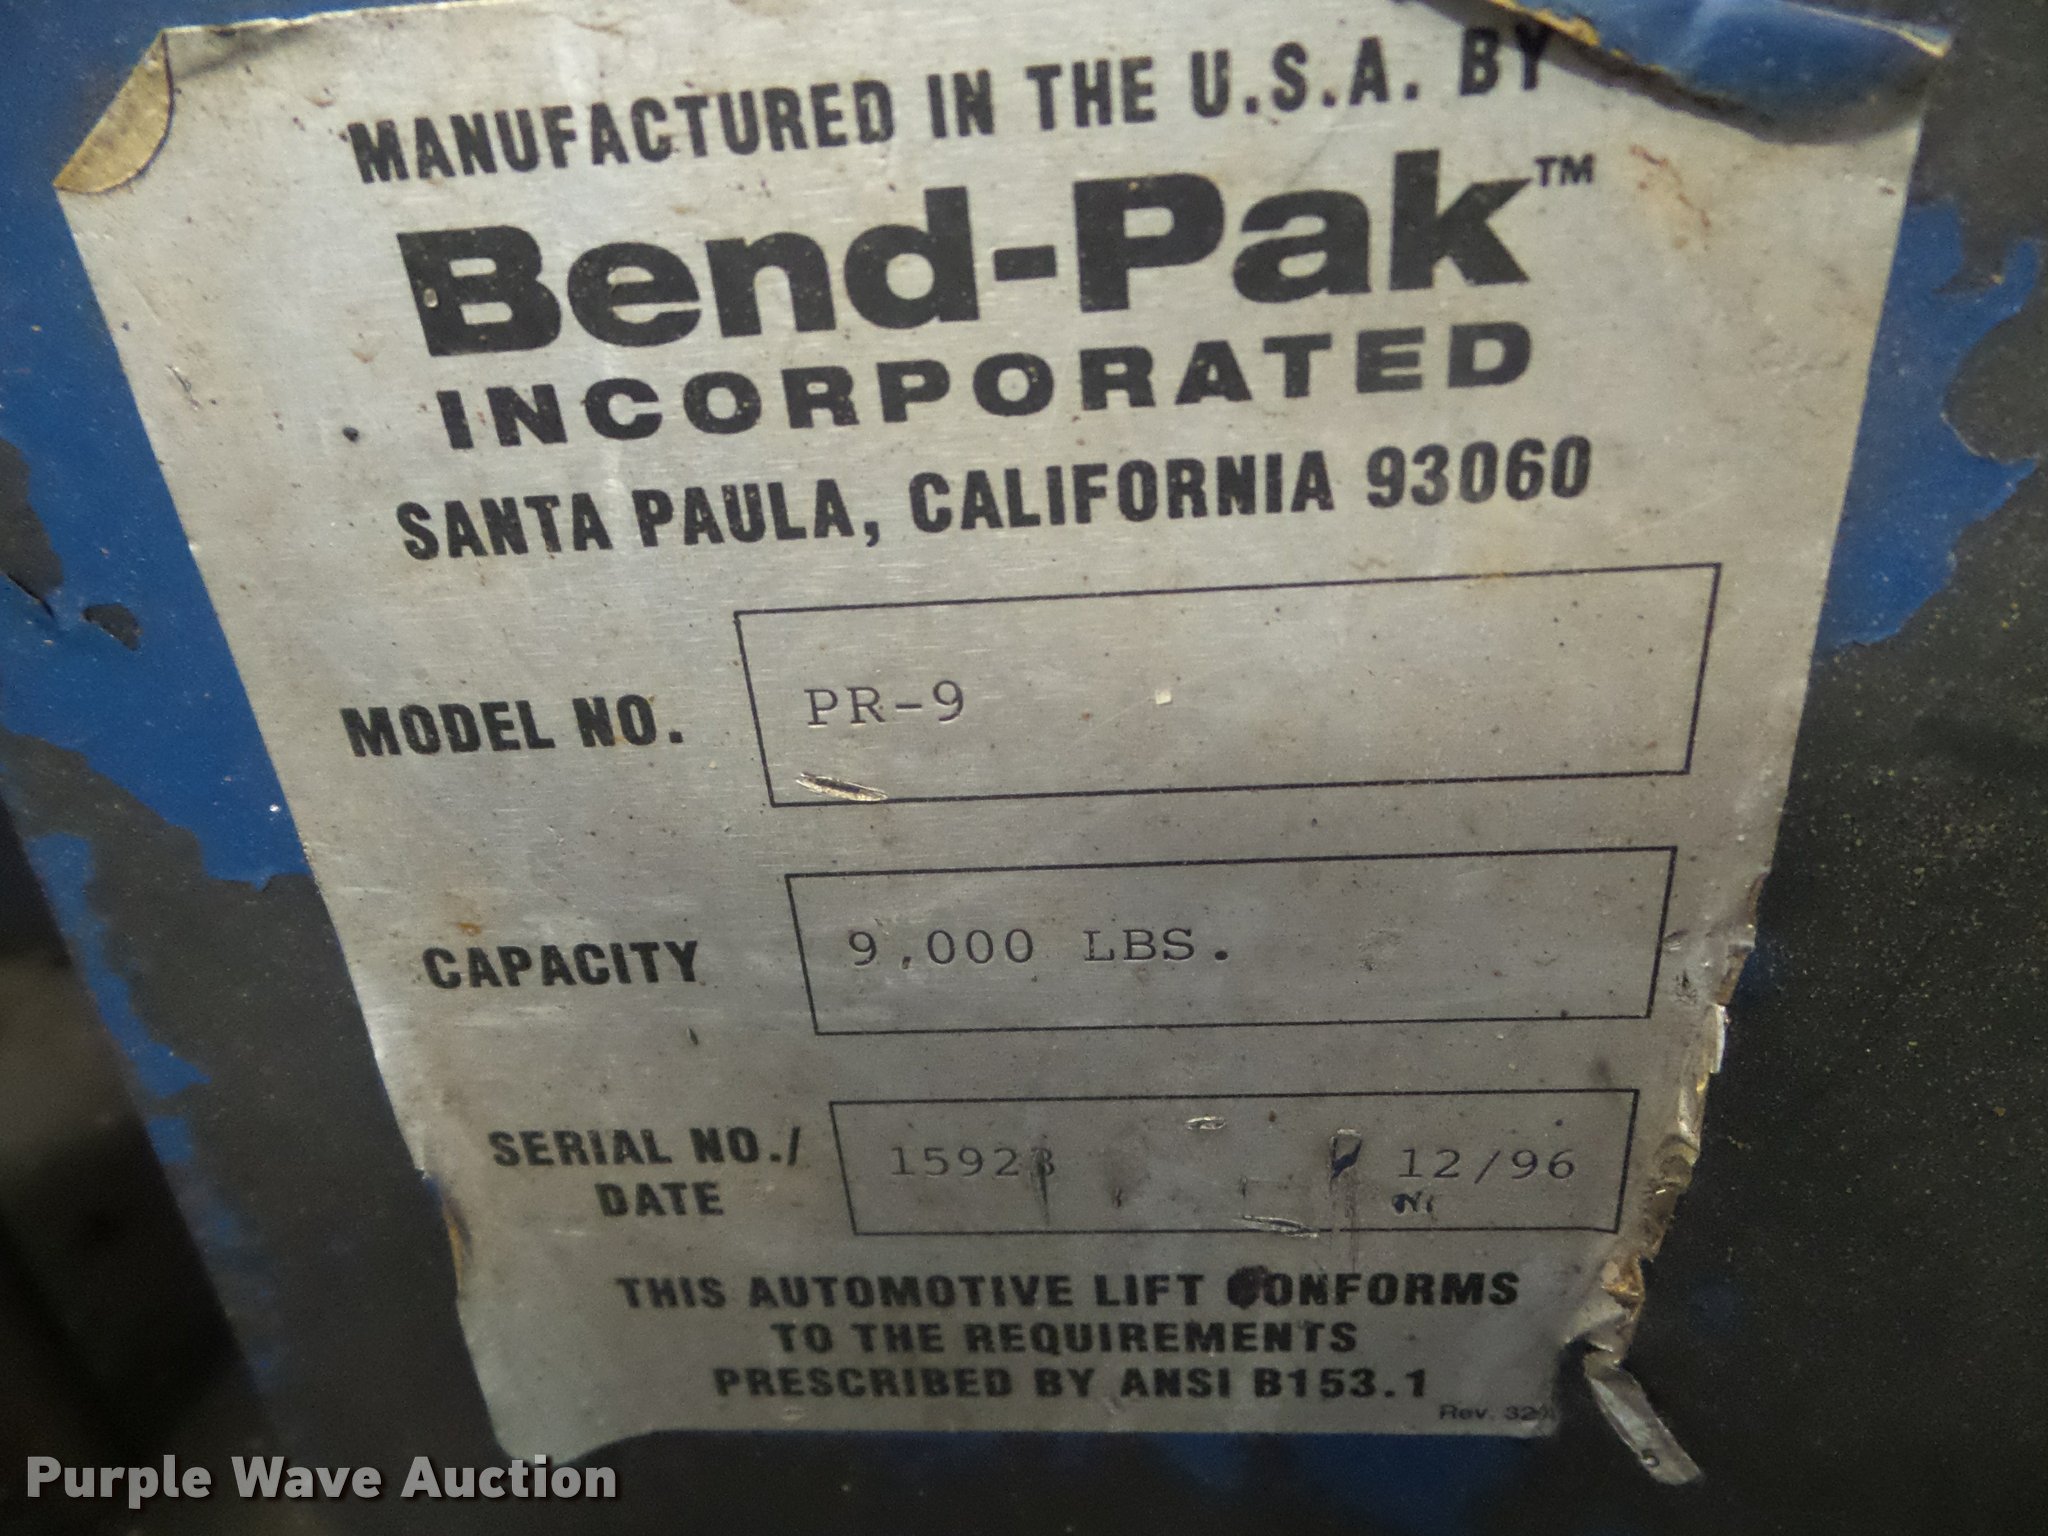 MANUFACTURED IN THE U.S.A. BY
Bend-Pak™
INCORPORATED
SANTA PAULA, CALIFORNIA 93060
MODEL NO. PR-9
CAPACITY 9,000 LBS.
SERIAL NO./ 12/96
DATE
THIS AUTOMOTIVE LIFT CONFORMS
TO THE REQUIREMENTS
PRESCRIBED BY ANSI B153.1
Rev.
Purple Wave Auction